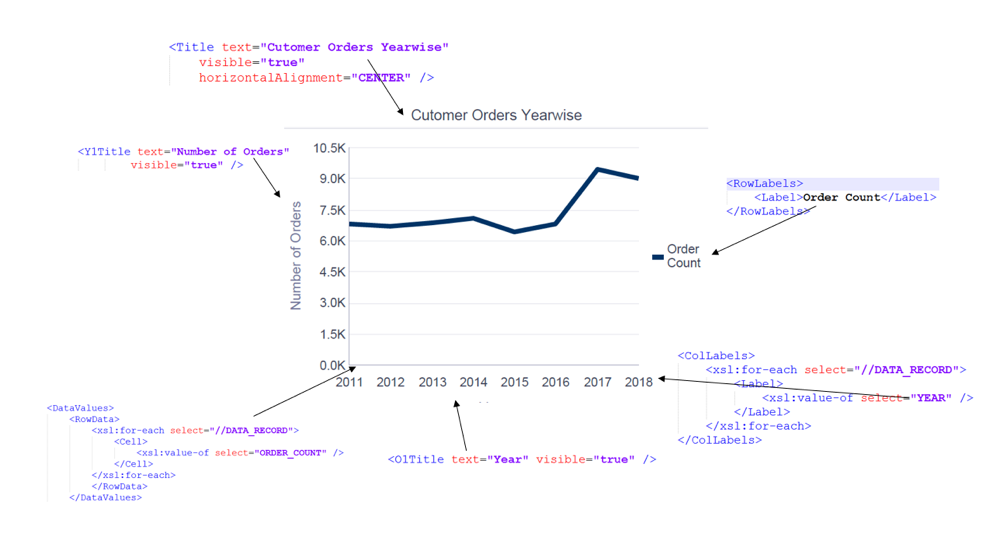 <Title text="Cutomer Orders Yearwise"
visible="true"
horizontalAlignment="CENTER" />
Cutomer Orders Yearwise
<Y1Title text="Number of Orders"
visible="true" />
10.5K
9.0K
7.5K
6.0K
4.5K
3.0K
1.5K
0.0K
Number of Orders
2011 2012 2013 2014 2015 2016 2017 2018
Order
Count
<RowLabels>
<Label>Order Count</Label>
</RowLabels>
<ColLabels>
<xsl:for-each select="//DATA_RECORD">
<Label>
<xsl:value-of select="YEAR" />
</Label>
</xsl:for-each>
</ColLabels>
<DataValues>
<RowData>
<xsl:for-each select="//DATA_RECORD">
<Cell>
<xsl:value-of select="ORDER_COUNT" />
</Cell>
</xsl:for-each>
</RowData>
</DataValues>
<O1Title text="Year" visible="true" />